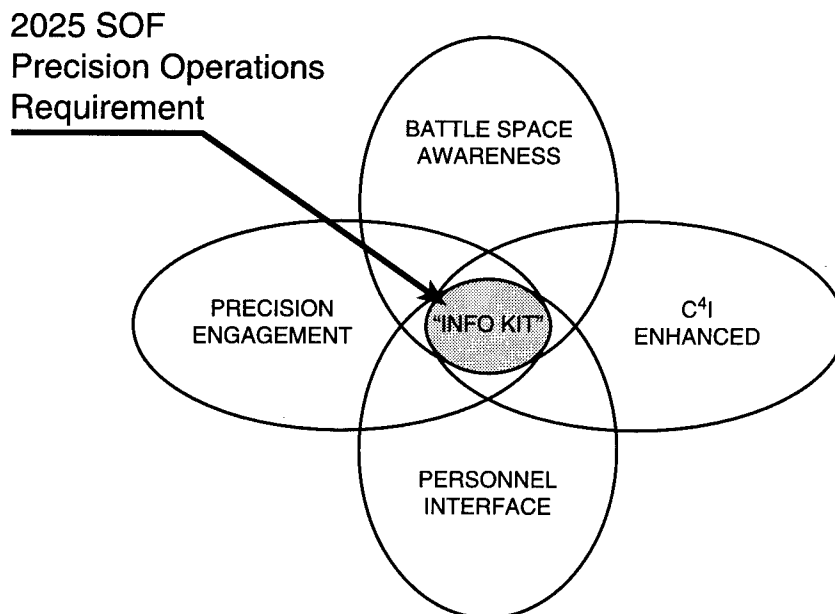 2025 SOF
Precision Operations
Requirement
BATTLE SPACE
AWARENESS
PRECISION
ENGAGEMENT
"INFO KIT"
C⁴I
ENHANCED
PERSONNEL
INTERFACE